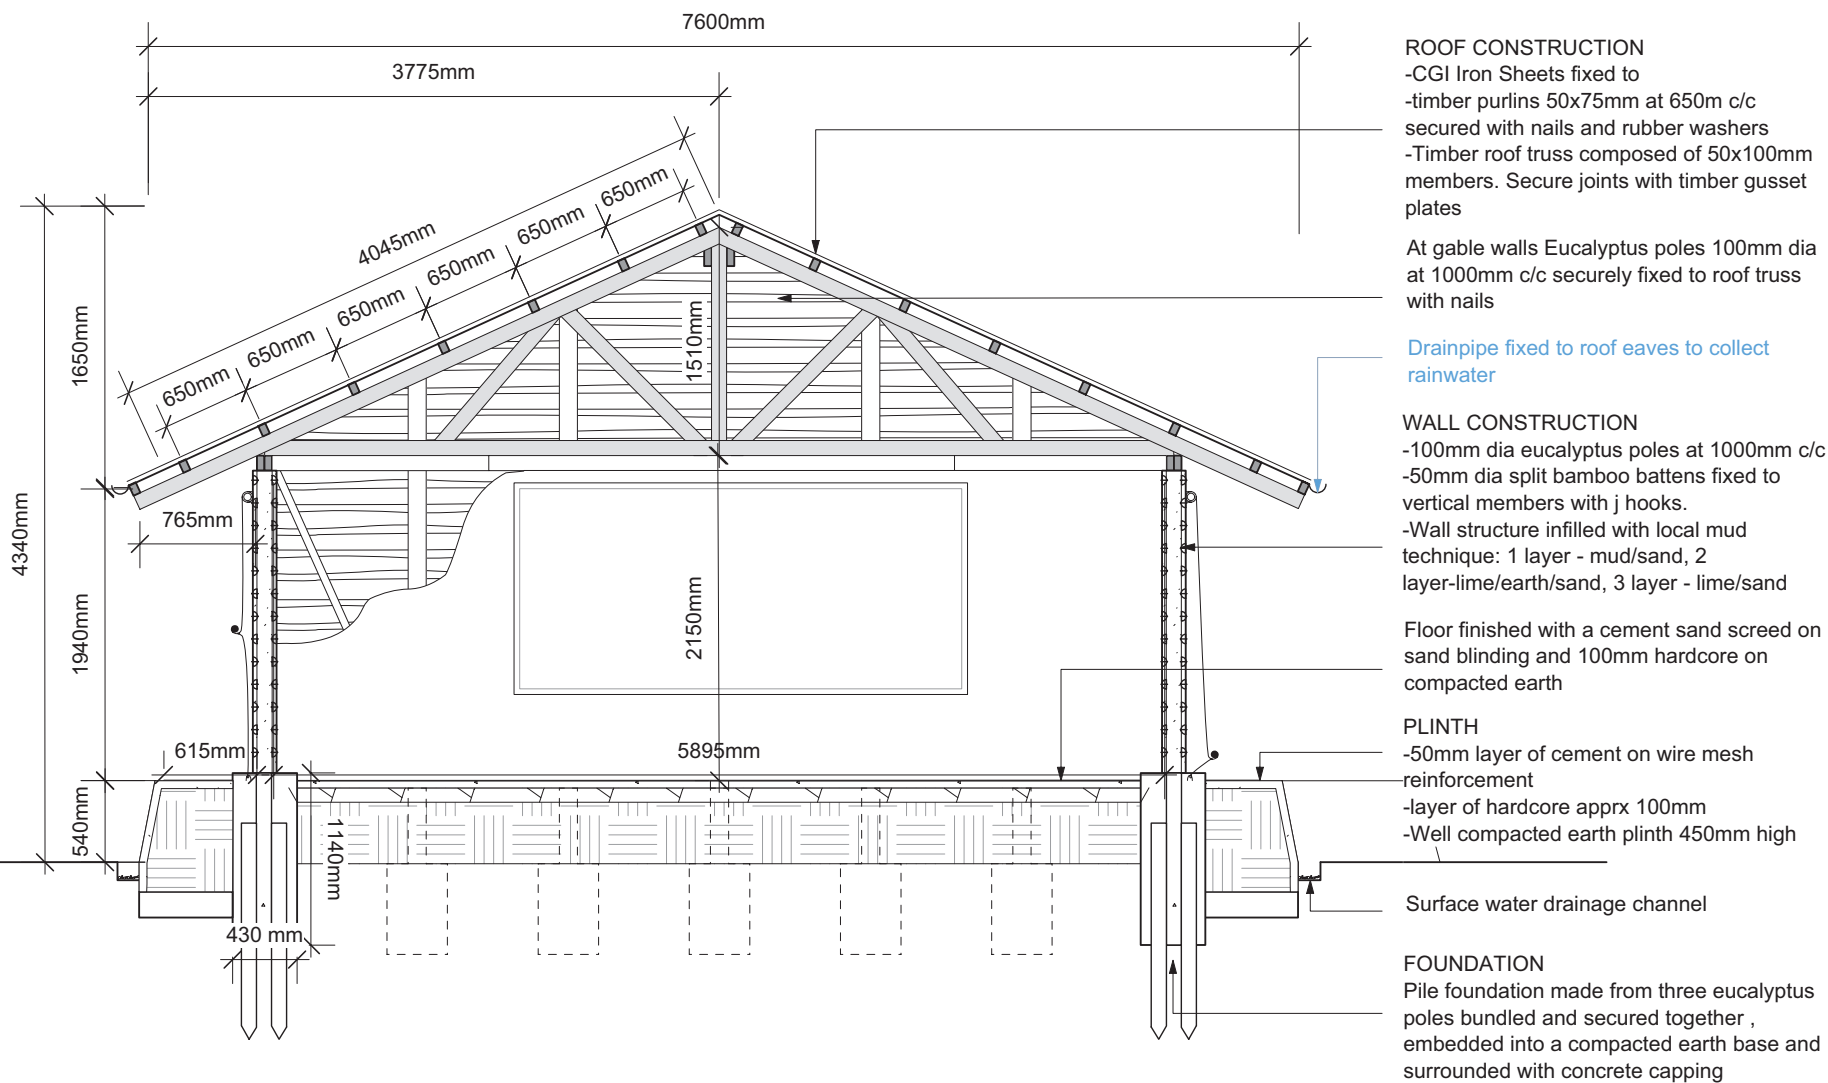 7600mm
3775mm
4045mm
650mm
650mm
650mm
650mm
650mm
650mm
1650mm
1510mm
4340mm
765mm
1940mm
2150mm
615mm
5895mm
540mm
1140mm
430 mm
ROOF CONSTRUCTION
-CGI Iron Sheets fixed to
-timber purlins 50x75mm at 650m c/c
secured with nails and rubber washers
-Timber roof truss composed of 50x100mm
members. Secure joints with timber gusset
plates
At gable walls Eucalyptus poles 100mm dia
at 1000mm c/c securely fixed to roof truss
with nails
Drainpipe fixed to roof eaves to collect
rainwater
WALL CONSTRUCTION
-100mm dia eucalyptus poles at 1000mm c/c
-50mm dia split bamboo battens fixed to
vertical members with j hooks.
-Wall structure infilled with local mud
technique: 1 layer - mud/sand, 2
layer-lime/earth/sand, 3 layer - lime/sand
Floor finished with a cement sand screed on
sand blinding and 100mm hardcore on
compacted earth
PLINTH
-50mm layer of cement on wire mesh
reinforcement
-layer of hardcore apprx 100mm
-Well compacted earth plinth 450mm high
Surface water drainage channel
FOUNDATION
Pile foundation made from three eucalyptus
poles bundled and secured together ,
embedded into a compacted earth base and
surrounded with concrete capping